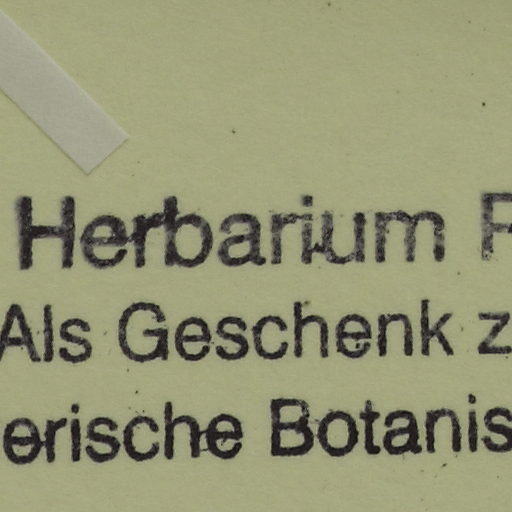 Herbarium
Als Geschenk z
erische Botanis